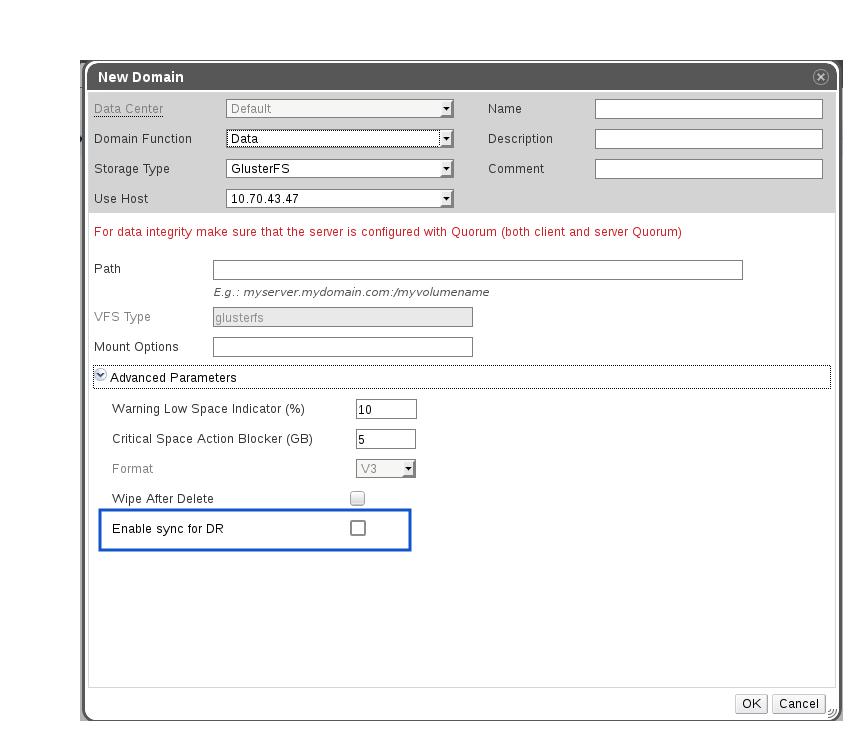 New Domain
Data Center Default Name
Domain Function Data Description
Storage Type GlusterFS Comment
Use Host 10.70.43.47
For data integrity make sure that the server is configured with Quorum (both client and server Quorum)
Path
E.g.: myserver.mydomain.com:/myvolumename
VFS Type glusterfs
Mount Options
Advanced Parameters
Warning Low Space Indicator (%) 10
Critical Space Action Blocker (GB) 5
Format V3
Wipe After Delete
Enable sync for DR
OK Cancel